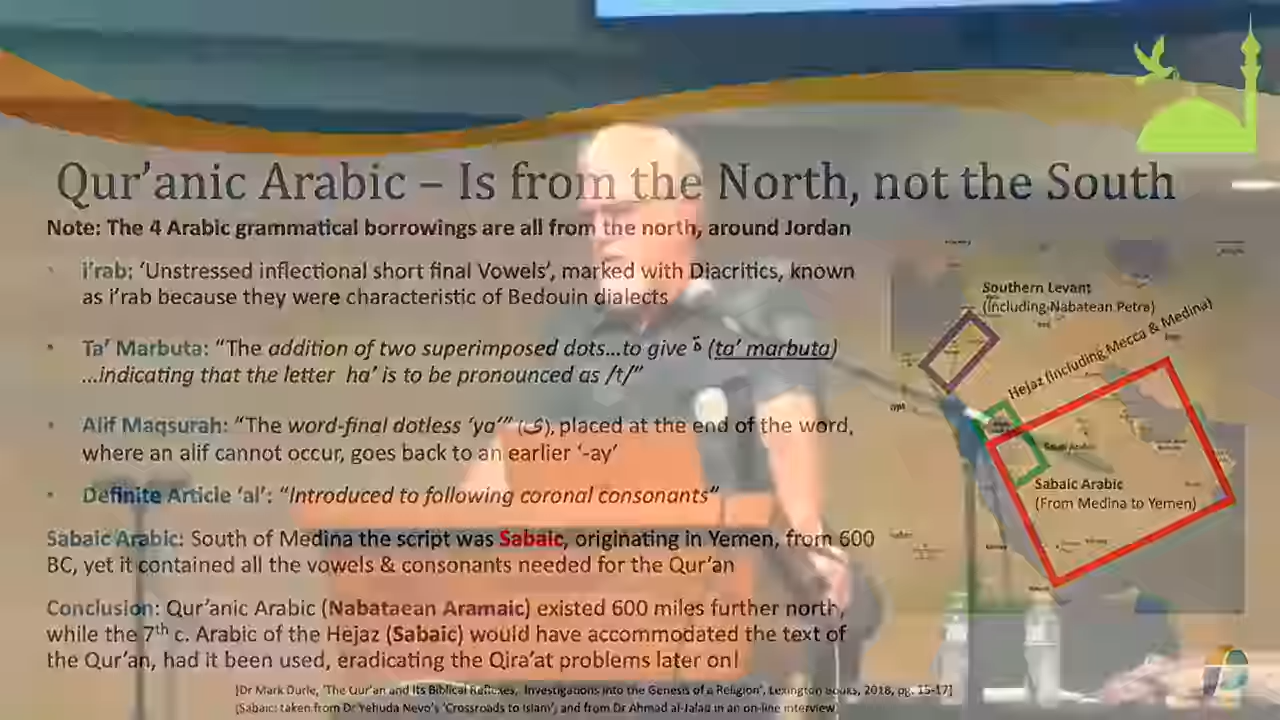 Qur'anic Arabic – Is from the North, not the South
Note: The 4 Arabic grammatical borrowings are all from the north, around Jordan
• i'rab: 'Unstressed inflectional short final Vowels', marked with Diacritics, known
as i'rab because they were characteristic of Bedouin dialects
• Ta' Marbuta: "The addition of two superimposed dots...to give ة (ta' marbuta)
...indicating that the letter ha' is to be pronounced as /t/"
• Alif Maqsurah: "The word-final dotless 'ya'" (ى), placed at the end of the word,
where an alif cannot occur, goes back to an earlier '-ay'
• Definite Article 'al': "Introduced to following coronal consonants"
Sabaic Arabic: South of Medina the script was Sabaic, originating in Yemen, from 600
BC, yet it contained all the vowels & consonants needed for the Qur'an
Conclusion: Qur'anic Arabic (Nabataean Aramaic) existed 600 miles further north,
while the 7th c. Arabic of the Hejaz (Sabaic) would have accommodated the text of
the Qur'an, had it been used, eradicating the Qira'at problems later on!
[Dr Mark Durie, 'The Qur'an and Its Biblical Reflexes, Investigations into the Genesis of a Religion', Lexington Books, 2018, pg. 15-17]
(Sabaic taken from Dr Yehuda Nevo's 'Crossroads to Islam', and from Dr Ahmad al-Jalad in an on-line interview
Southern Levant
(including Nabatean Petra)
Hejaz (including Mecca & Medina)
Saudi Arabia
Sabaic Arabic
(From Medina to Yemen)